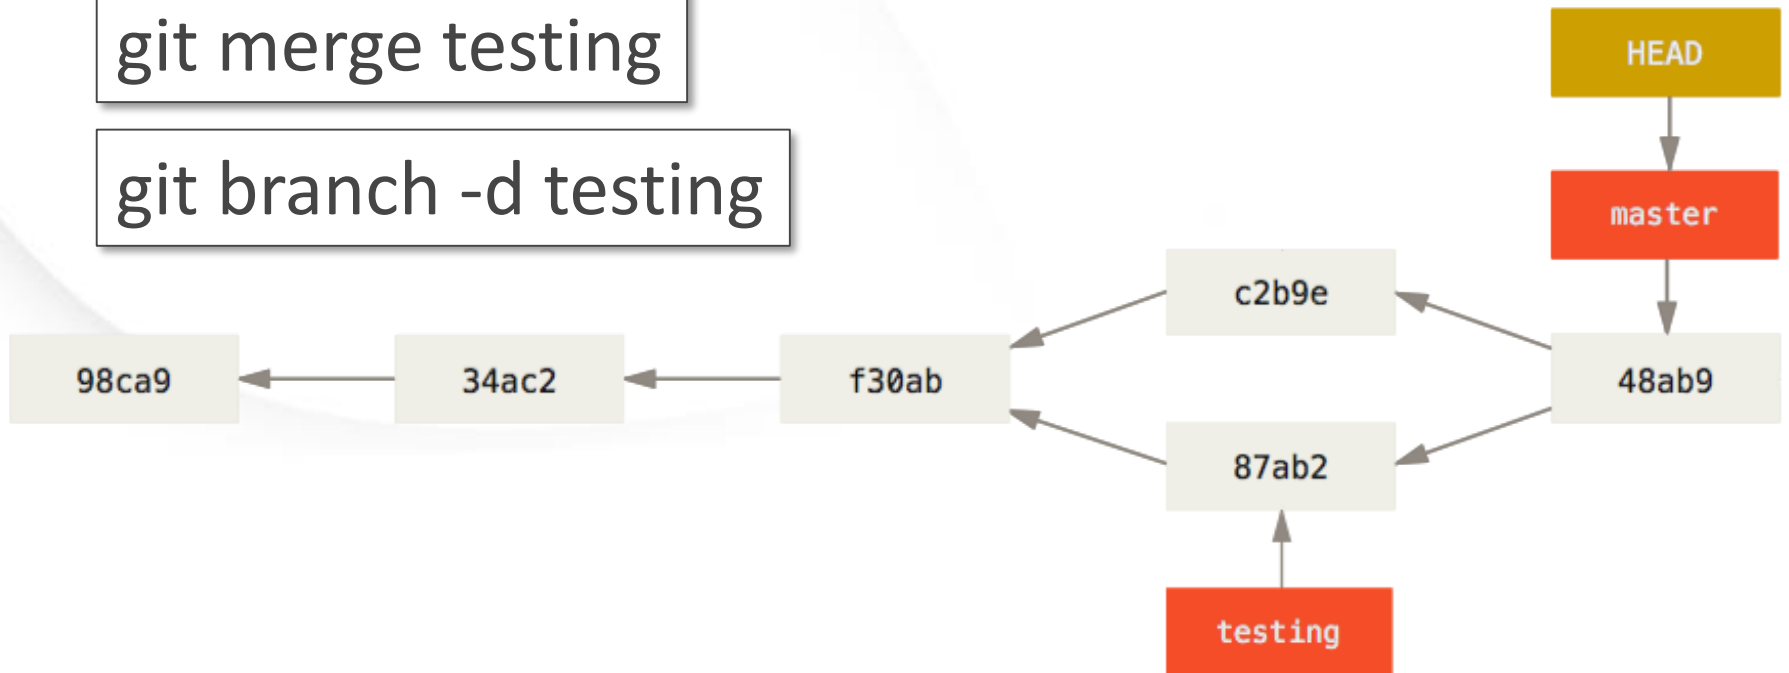 git merge testing
git branch -d testing
HEAD
master
c2b9e
98ca9
34ac2
f30ab
48ab9
87ab2
testing